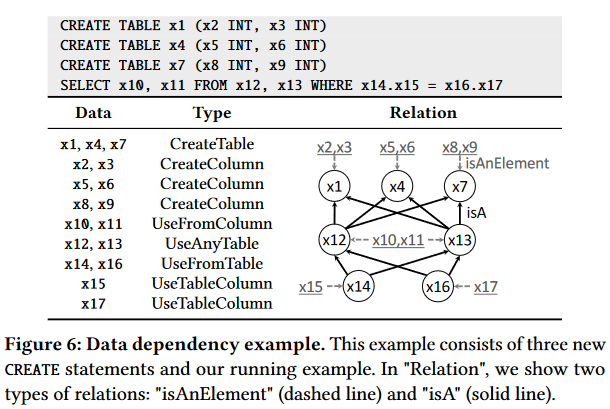 CREATE TABLE x1 (x2 INT, x3 INT)
CREATE TABLE x4 (x5 INT, x6 INT)
CREATE TABLE x7 (x8 INT, x9 INT)
SELECT x10, x11 FROM x12, x13 WHERE x14.x15 = x16.x17
Data Type Relation
x1, x4, x7 CreateTable
x2, x3 CreateColumn
x5, x6 CreateColumn
x8, x9 CreateColumn
x10, x11 UseFromColumn
x12, x13 UseAnyTable
x14, x16 UseFromTable
x15 UseTableColumn
x17 UseTableColumn
x2,x3 x5,x6 x8,x9
isAnElement
x1 x4 x7
isA
x12 x10,x11 x13
x15 x14 x16 x17
Figure 6: Data dependency example. This example consists of three new
CREATE statements and our running example. In "Relation", we show two
types of relations: "isAnElement" (dashed line) and "isA" (solid line).